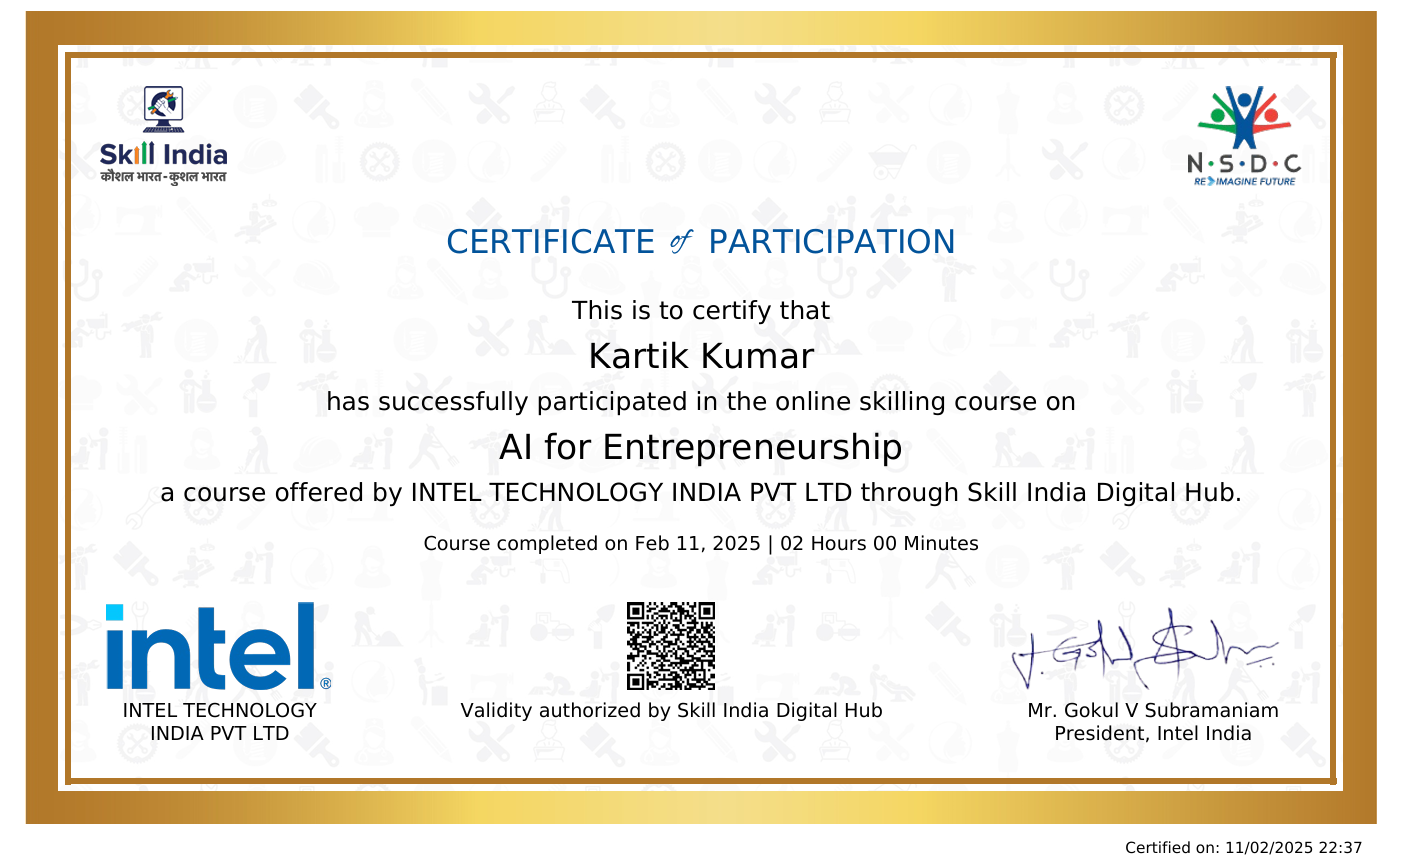 Skill India
कौशल भारत-कुशल भारत
N·S·D·C
RE IMAGINE FUTURE
CERTIFICATE of PARTICIPATION
This is to certify that
Kartik Kumar
has successfully participated in the online skilling course on
AI for Entrepreneurship
a course offered by INTEL TECHNOLOGY INDIA PVT LTD through Skill India Digital Hub.
Course completed on Feb 11, 2025 | 02 Hours 00 Minutes
intel®
INTEL TECHNOLOGY
INDIA PVT LTD
Validity authorized by Skill India Digital Hub
Mr. Gokul V Subramaniam
President, Intel India
Certified on: 11/02/2025 22:37